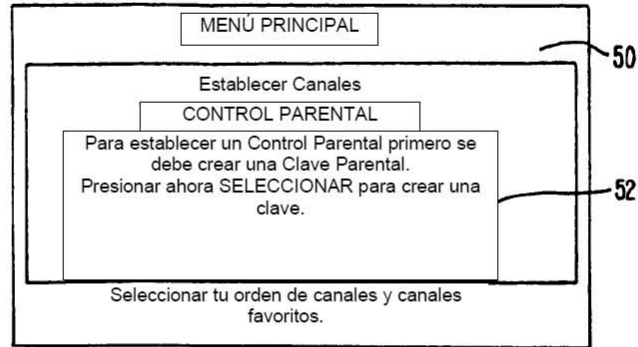 MENÚ PRINCIPAL
50
Establecer Canales
CONTROL PARENTAL
Para establecer un Control Parental primero se
debe crear una Clave Parental.
Presionar ahora SELECCIONAR para crear una
clave.
52
Seleccionar tu orden de canales y canales
favoritos.